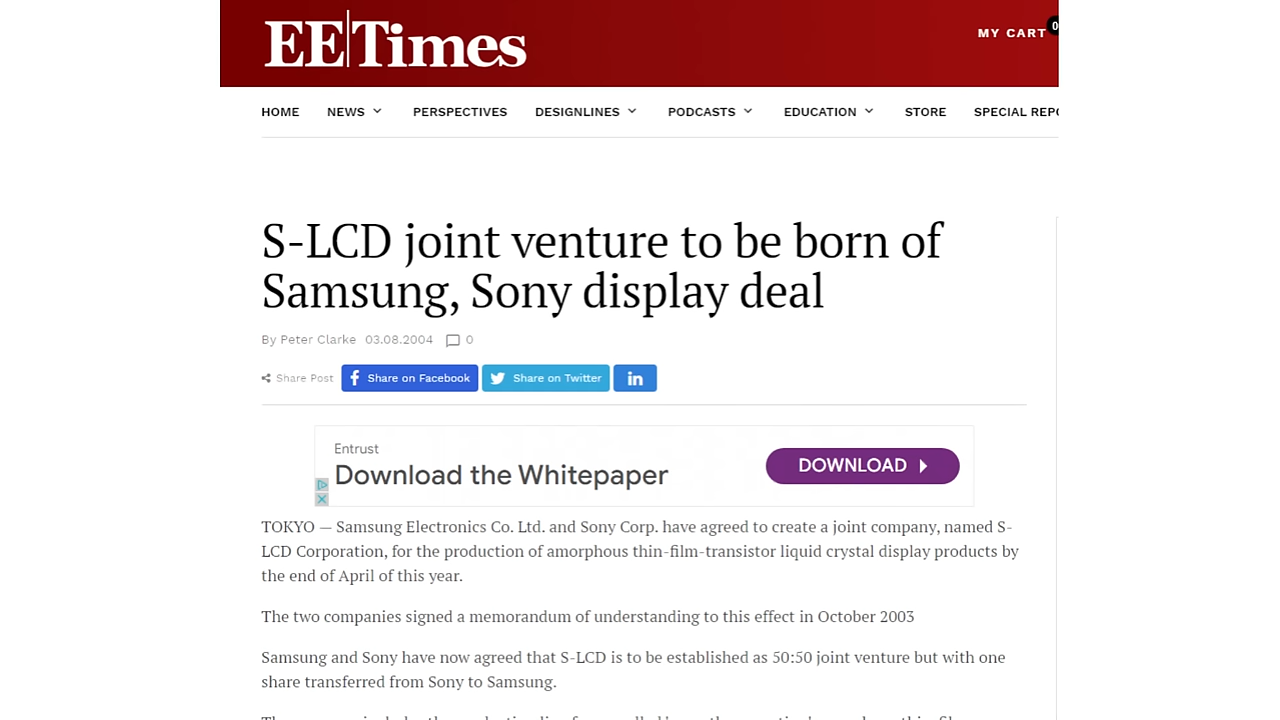 EE|Times
MY CART 0
HOME NEWS PERSPECTIVES DESIGNLINES PODCASTS EDUCATION STORE SPECIAL REPO
S-LCD joint venture to be born of
Samsung, Sony display deal
By Peter Clarke 03.08.2004 0
Share Post Share on Facebook Share on Twitter in
Entrust
Download the Whitepaper
DOWNLOAD
TOKYO — Samsung Electronics Co. Ltd. and Sony Corp. have agreed to create a joint company, named S-
LCD Corporation, for the production of amorphous thin-film-transistor liquid crystal display products by
the end of April of this year.
The two companies signed a memorandum of understanding to this effect in October 2003
Samsung and Sony have now agreed that S-LCD is to be established as 50:50 joint venture but with one
share transferred from Sony to Samsung.